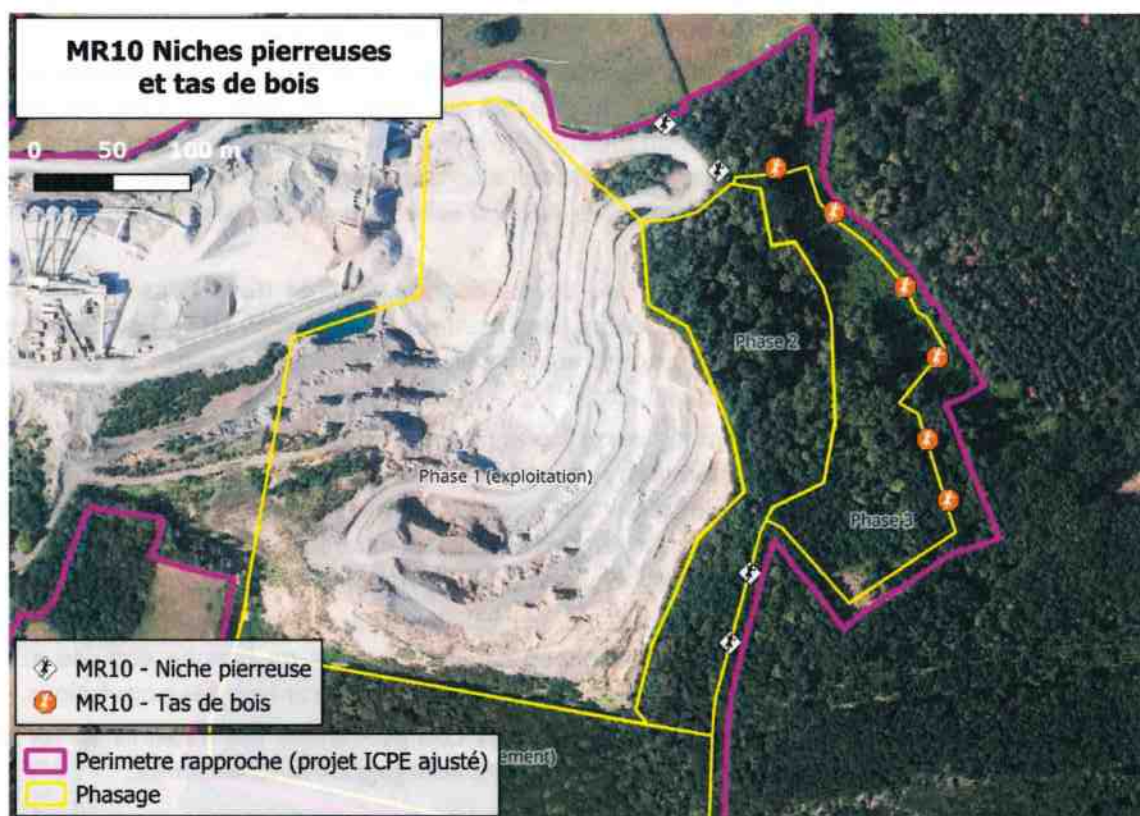 MR10 Niches pierreuses
et tas de bois
0 50 100 m
Phase 2
Phase 1 (exploitation)
Phase 3
MR10 - Niche pierreuse
MR10 - Tas de bois
Perimetre rapproche (projet ICPE ajusté)
Phasage